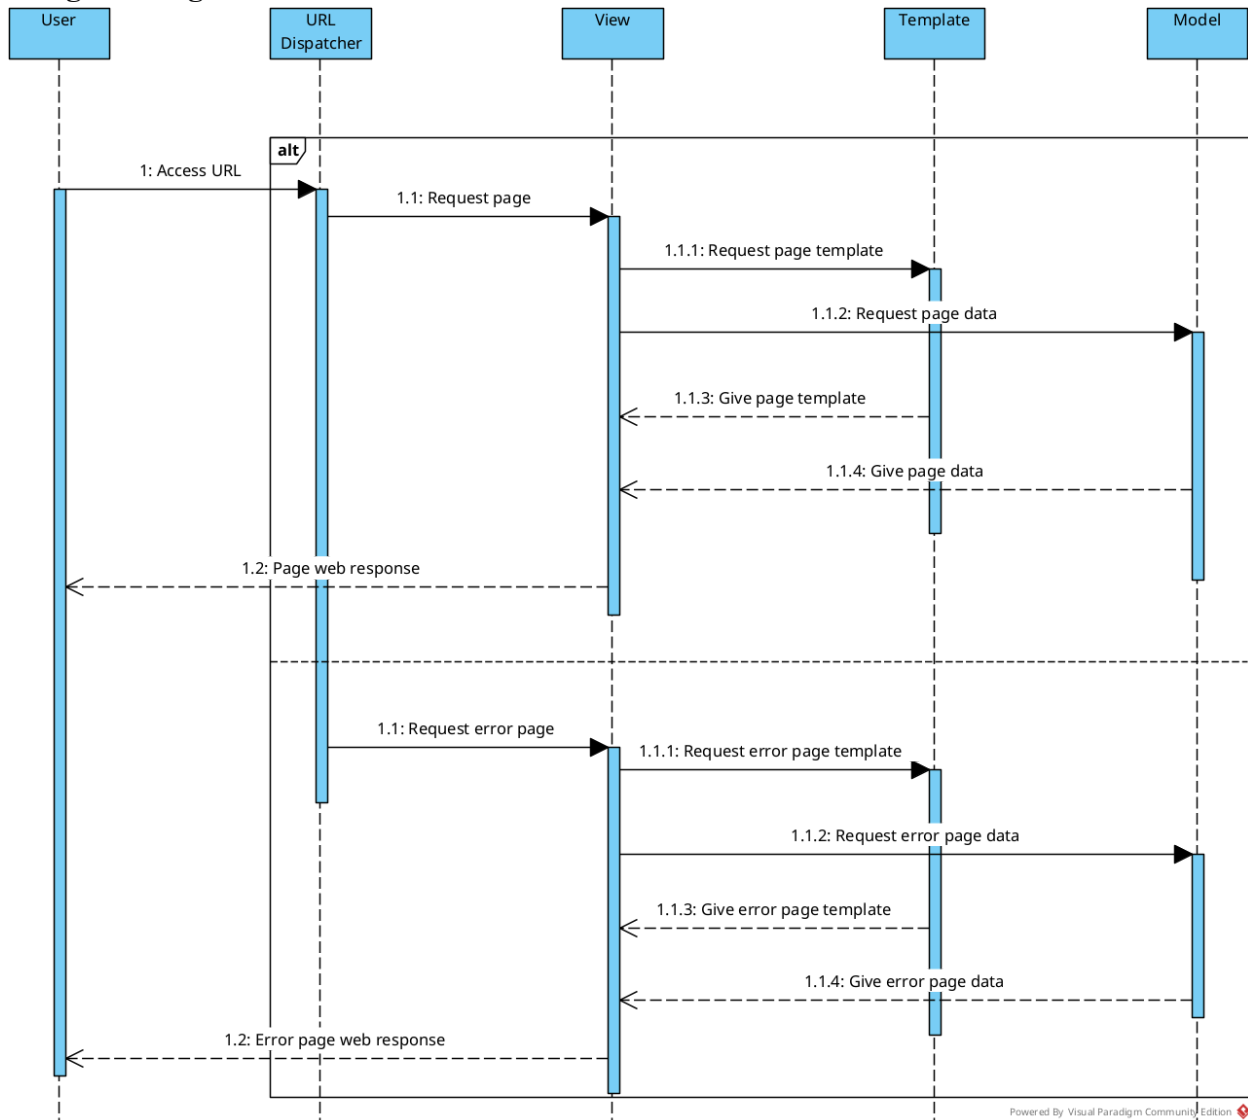 User
URL
Dispatcher
View
Template
Model
alt
1: Access URL
1.1: Request page
1.1.1: Request page template
1.1.2: Request page data
1.1.3: Give page template
1.1.4: Give page data
1.2: Page web response
1.1: Request error page
1.1.1: Request error page template
1.1.2: Request error page data
1.1.3: Give error page template
1.1.4: Give error page data
1.2: Error page web response
Powered By Visual Paradigm Community Edition